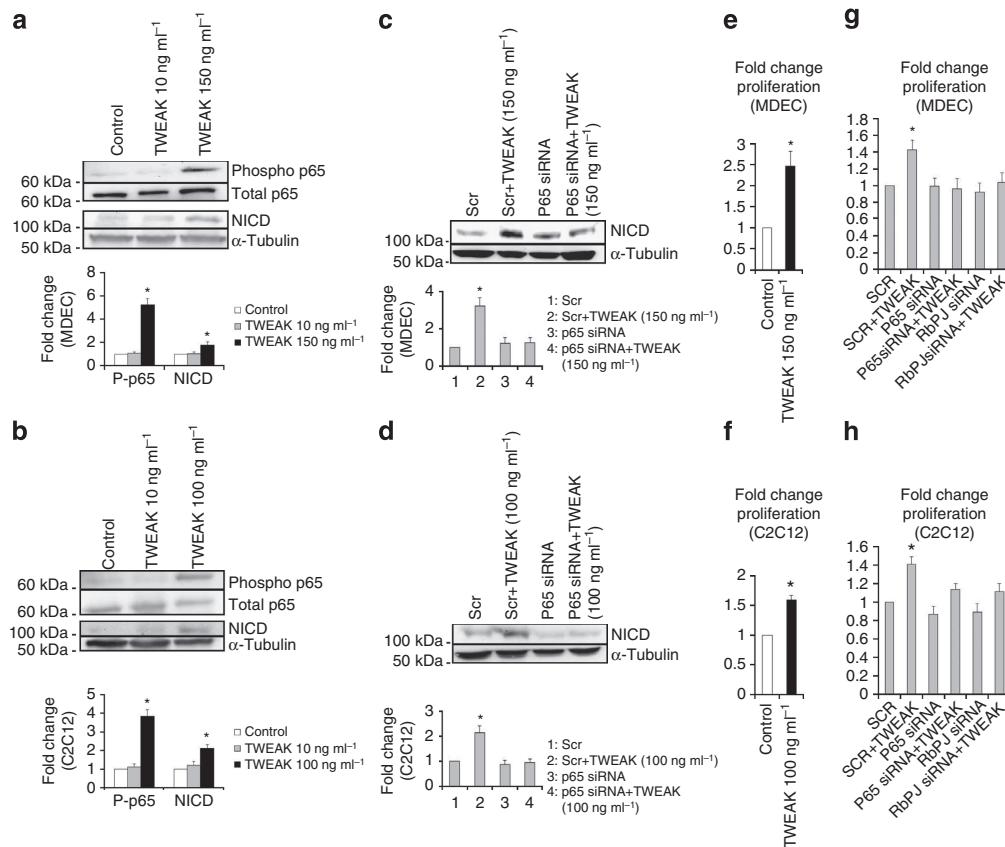 a
Control
TWEAK 10 ng ml⁻¹
TWEAK 150 ng ml⁻¹
Phospho p65
60 kDa
Total p65
60 kDa
NICD
100 kDa
α-Tubulin
50 kDa
Fold change
(MDEC)
8
6
4
2
0
*
*
P-p65
NICD
Control
TWEAK 10 ng ml⁻¹
TWEAK 150 ng ml⁻¹
b
Control
TWEAK 10 ng ml⁻¹
TWEAK 100 ng ml⁻¹
60 kDa
Phospho p65
60 kDa
Total p65
100 kDa
NICD
50 kDa
α-Tubulin
Fold change
(C2C12)
5
4
3
2
1
0
*
*
P-p65
NICD
Control
TWEAK 10 ng ml⁻¹
TWEAK 100 ng ml⁻¹
c
Scr
Scr+TWEAK (150 ng ml⁻¹)
P65 siRNA
P65 siRNA+TWEAK
(150 ng ml⁻¹)
100 kDa
NICD
50 kDa
α-Tubulin
Fold change
(MDEC)
4
2
0
*
1 2 3 4
1: Scr
2: Scr+TWEAK (150 ng ml⁻¹)
3: p65 siRNA
4: p65 siRNA+TWEAK
(150 ng ml⁻¹)
d
Scr
Scr+TWEAK (100 ng ml⁻¹)
P65 siRNA
P65 siRNA+TWEAK
(100 ng ml⁻¹)
100 kDa
NICD
50 kDa
α-Tubulin
Fold change
(C2C12)
3
2
1
0
*
1 2 3 4
1: Scr
2: Scr+TWEAK (100 ng ml⁻¹)
3: p65 siRNA
4: p65 siRNA+TWEAK
(100 ng ml⁻¹)
e
Fold change
proliferation
(MDEC)
3
2.5
2
1.5
1
0.5
0
*
Control
TWEAK 150 ng ml⁻¹
f
Fold change
proliferation
(C2C12)
2
1.5
1
0.5
0
*
Control
TWEAK 100 ng ml⁻¹
g
Fold change
proliferation
(MDEC)
1.8
1.6
1.4
1.2
1
0.8
0.6
0.4
0.2
0
*
SCR
SCR+TWEAK
P65 siRNA
P65siRNA+TWEAK
RbPJ siRNA
RbPJsiRNA+TWEAK
h
Fold change
proliferation
(C2C12)
1.6
1.4
1.2
1
0.8
0.6
0.4
0.2
0
*
SCR
SCR+TWEAK
P65 siRNA
P65 siRNA+TWEAK
RbPJ siRNA
RbPJ siRNA+TWEAK